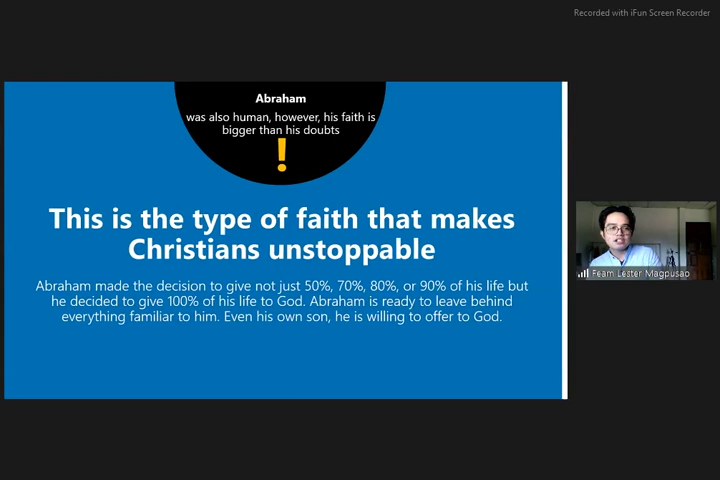 Recorded with iFun Screen Recorder
Abraham
was also human, however, his faith is
bigger than his doubts
!
This is the type of faith that makes
Christians unstoppable
Abraham made the decision to give not just 50%, 70%, 80%, or 90% of his life but
he decided to give 100% of his life to God. Abraham is ready to leave behind
everything familiar to him. Even his own son, he is willing to offer to God.
Feam Lester Magpusao